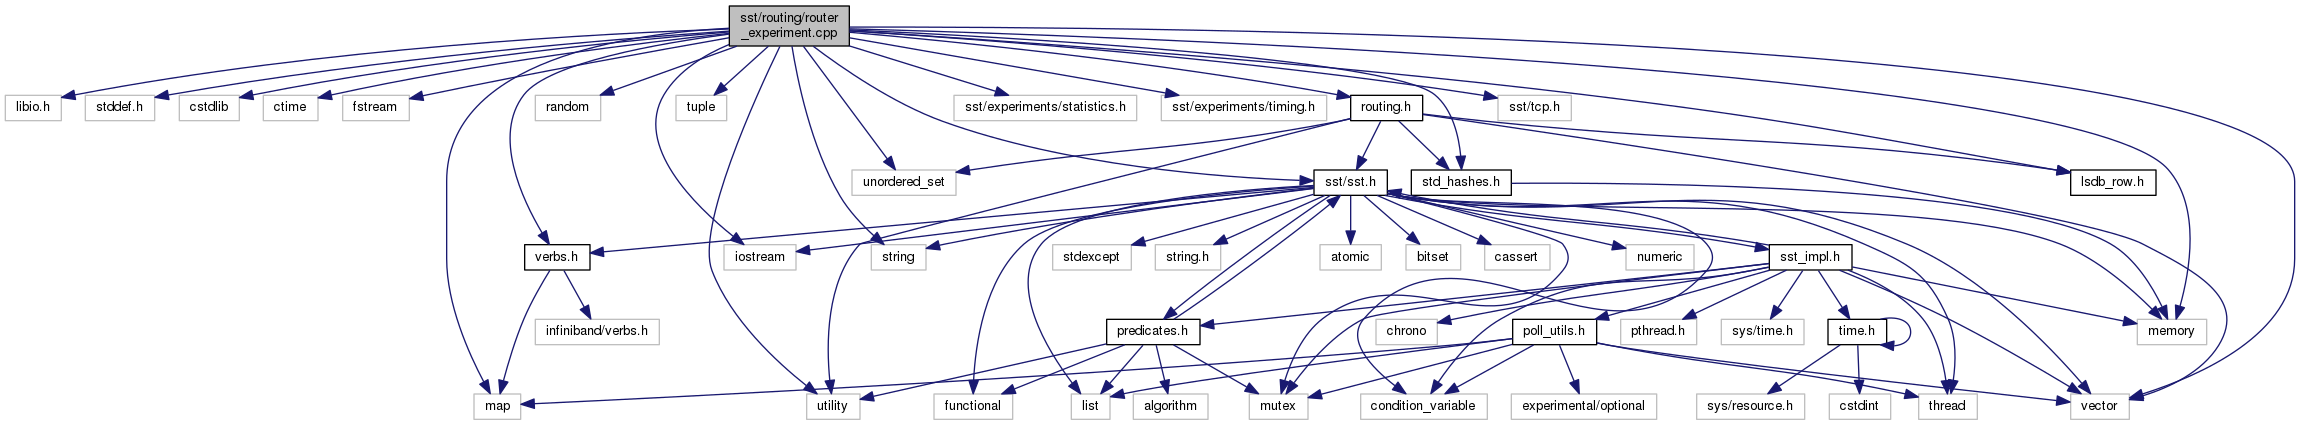 sst/routing/router
_experiment.cpp
libio.h
stddef.h
cstdlib
ctime
fstream
random
tuple
sst/experiments/statistics.h
sst/experiments/timing.h
routing.h
sst/tcp.h
unordered_set
sst/sst.h
std_hashes.h
lsdb_row.h
verbs.h
iostream
string
stdexcept
string.h
atomic
bitset
cassert
numeric
sst_impl.h
infiniband/verbs.h
predicates.h
chrono
poll_utils.h
pthread.h
sys/time.h
time.h
memory
map
utility
functional
list
algorithm
mutex
condition_variable
experimental/optional
sys/resource.h
cstdint
thread
vector